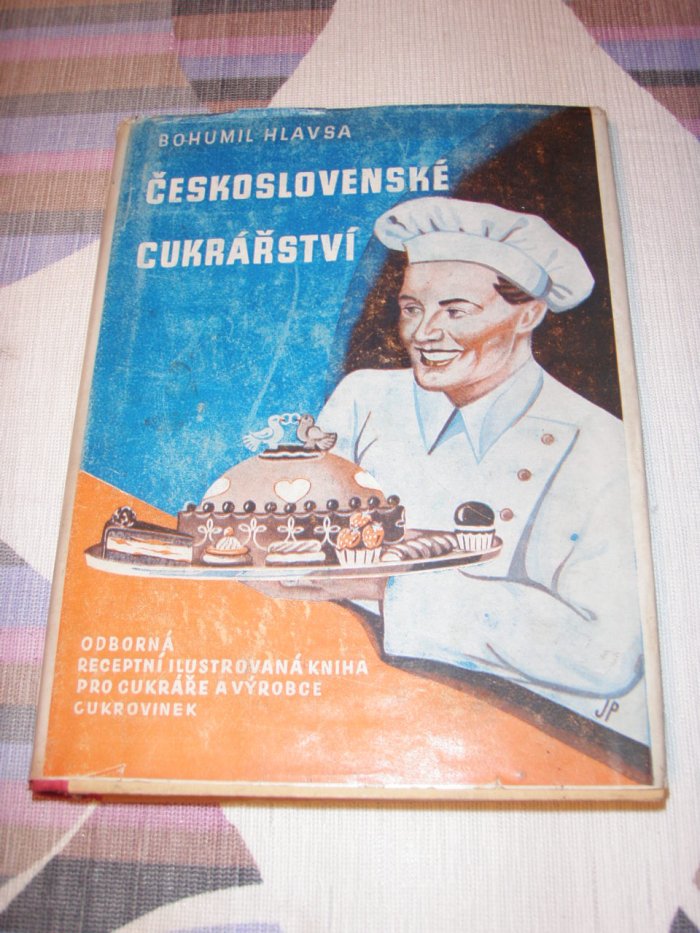 BOHUMIL HLAVSA
ČESKOSLOVENSKÉ
CUKRÁŘSTVÍ
ODBORNÁ
RECEPTNÍ ILUSTROVANÁ KNIHA
PRO CUKRÁŘE A VÝROBCE
CUKROVINEK
JP